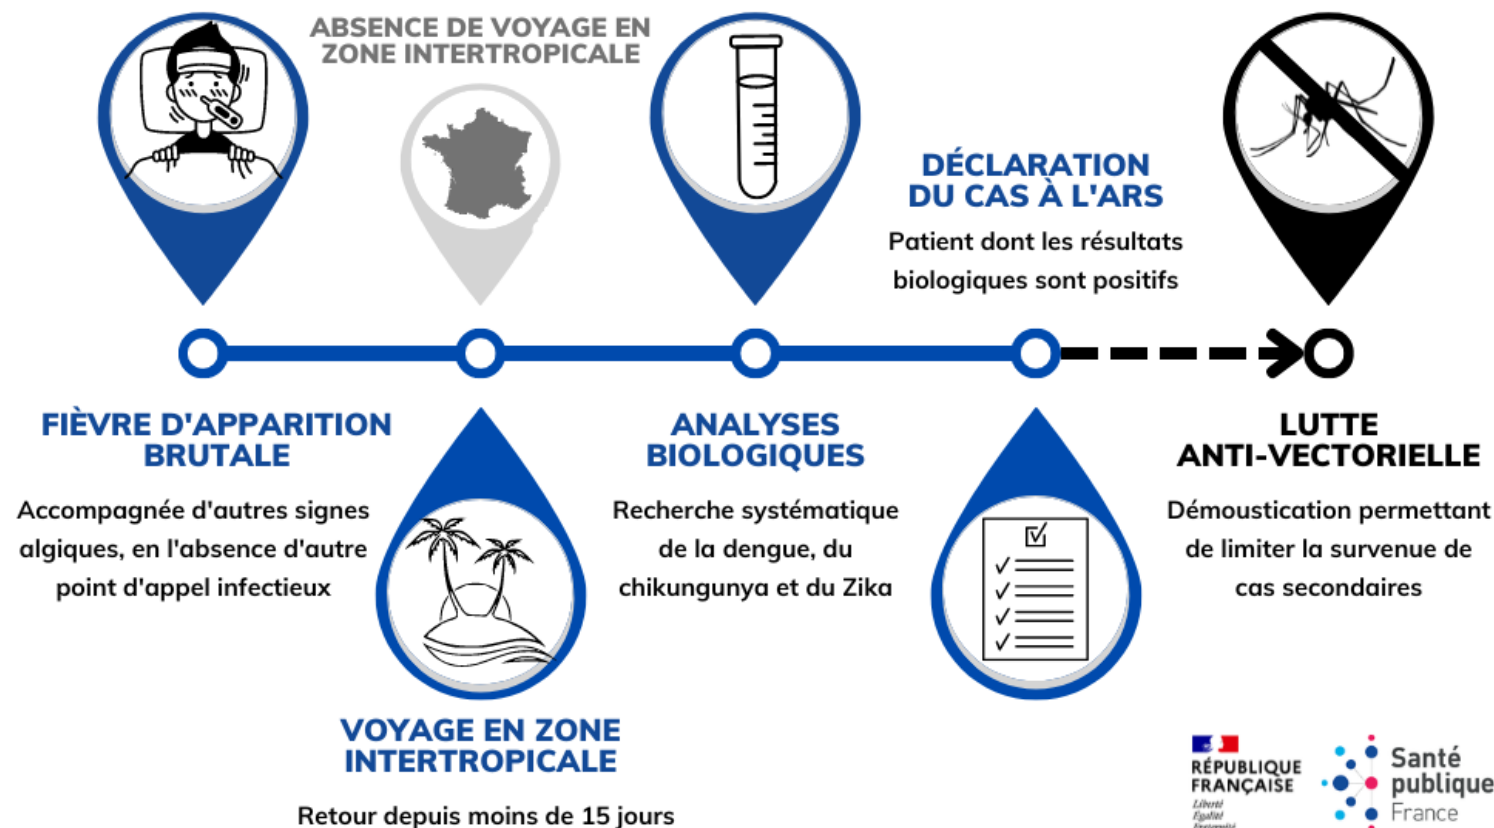 ABSENCE DE VOYAGE EN
ZONE INTERTROPICALE
DÉCLARATION
DU CAS À L'ARS
Patient dont les résultats
biologiques sont positifs
FIÈVRE D'APPARITION
BRUTALE
Accompagnée d'autres signes
algiques, en l'absence d'autre
point d'appel infectieux
ANALYSES
BIOLOGIQUES
Recherche systématique
de la dengue, du
chikungunya et du Zika
LUTTE
ANTI-VECTORIELLE
Démoustication permettant
de limiter la survenue de
cas secondaires
VOYAGE EN ZONE
INTERTROPICALE
Retour depuis moins de 15 jours
RÉPUBLIQUE
FRANÇAISE
Liberté
Égalité
Fraternité
Santé
publique
France